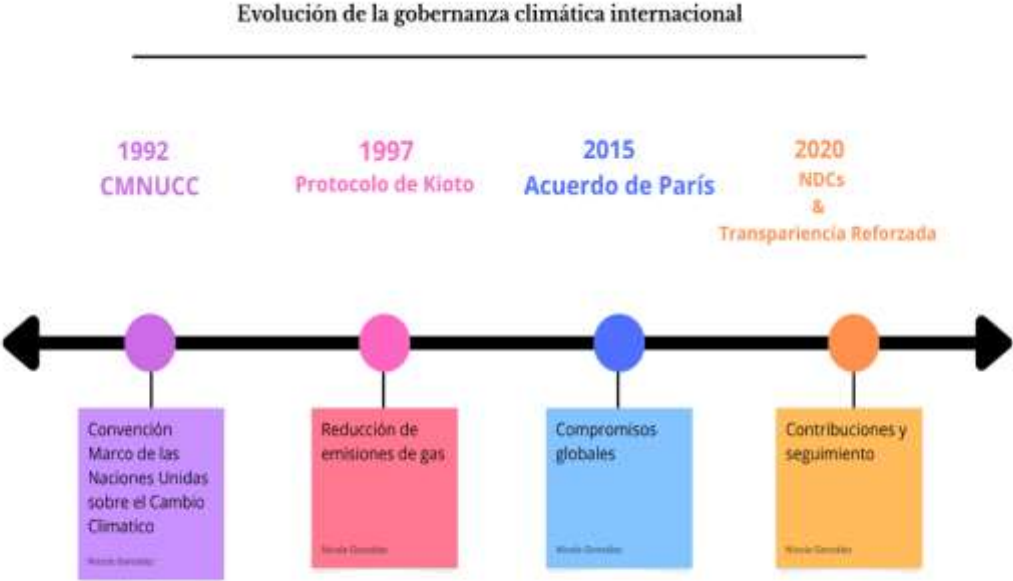 Evolución de la gobernanza climática internacional
1992
CMNUCC
1997
Protocolo de Kioto
2015
Acuerdo de París
2020
NDCs
&
Transpariencia Reforzada
Convención
Marco de las
Naciones Unidas
sobre el Cambio
Climatico
Reducción de
emisiones de gas
Compromisos
globales
Contribuciones y
seguimiento